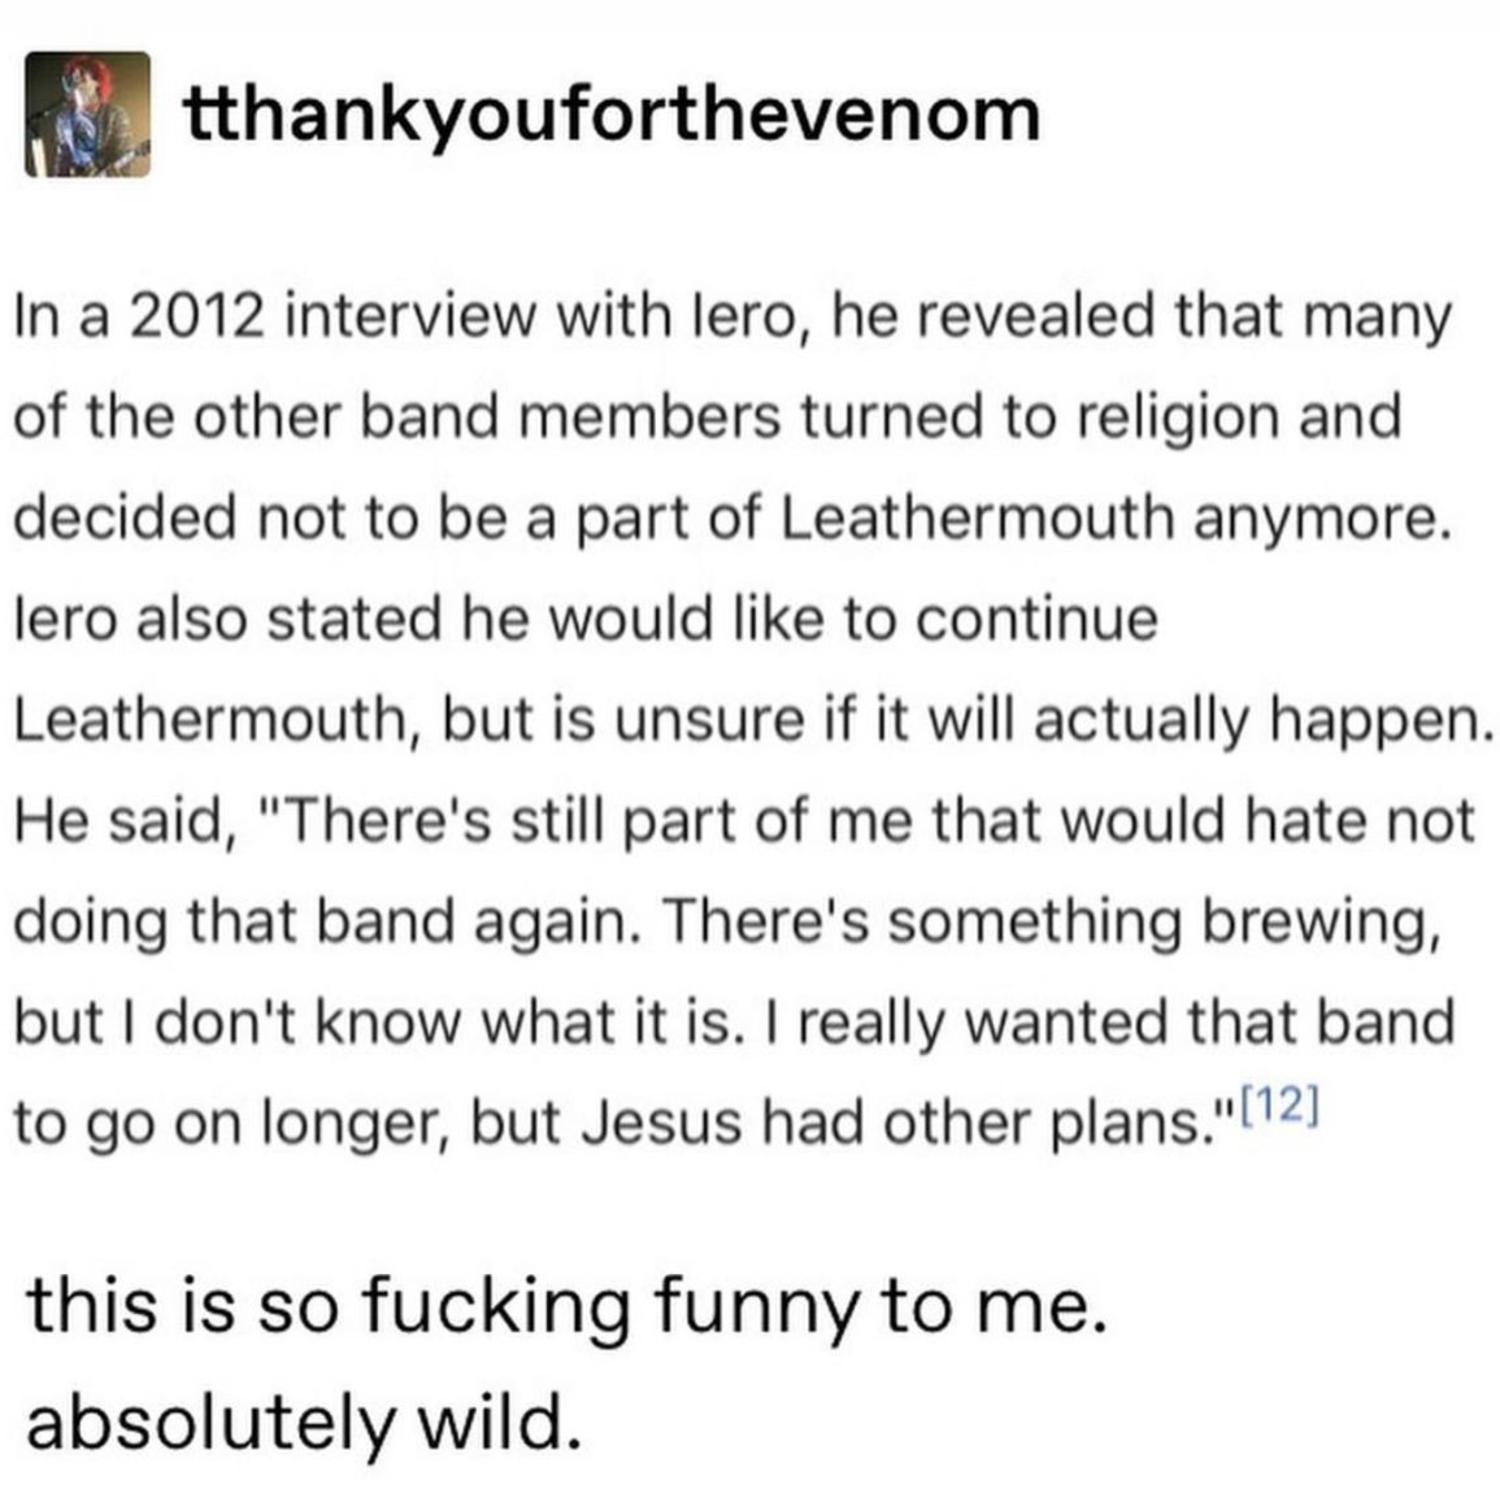 tthankyouforthevenom
In a 2012 interview with Iero, he revealed that many
of the other band members turned to religion and
decided not to be a part of Leathermouth anymore.
Iero also stated he would like to continue
Leathermouth, but is unsure if it will actually happen.
He said, "There's still part of me that would hate not
doing that band again. There's something brewing,
but I don't know what it is. I really wanted that band
to go on longer, but Jesus had other plans."[12]
this is so fucking funny to me.
absolutely wild.